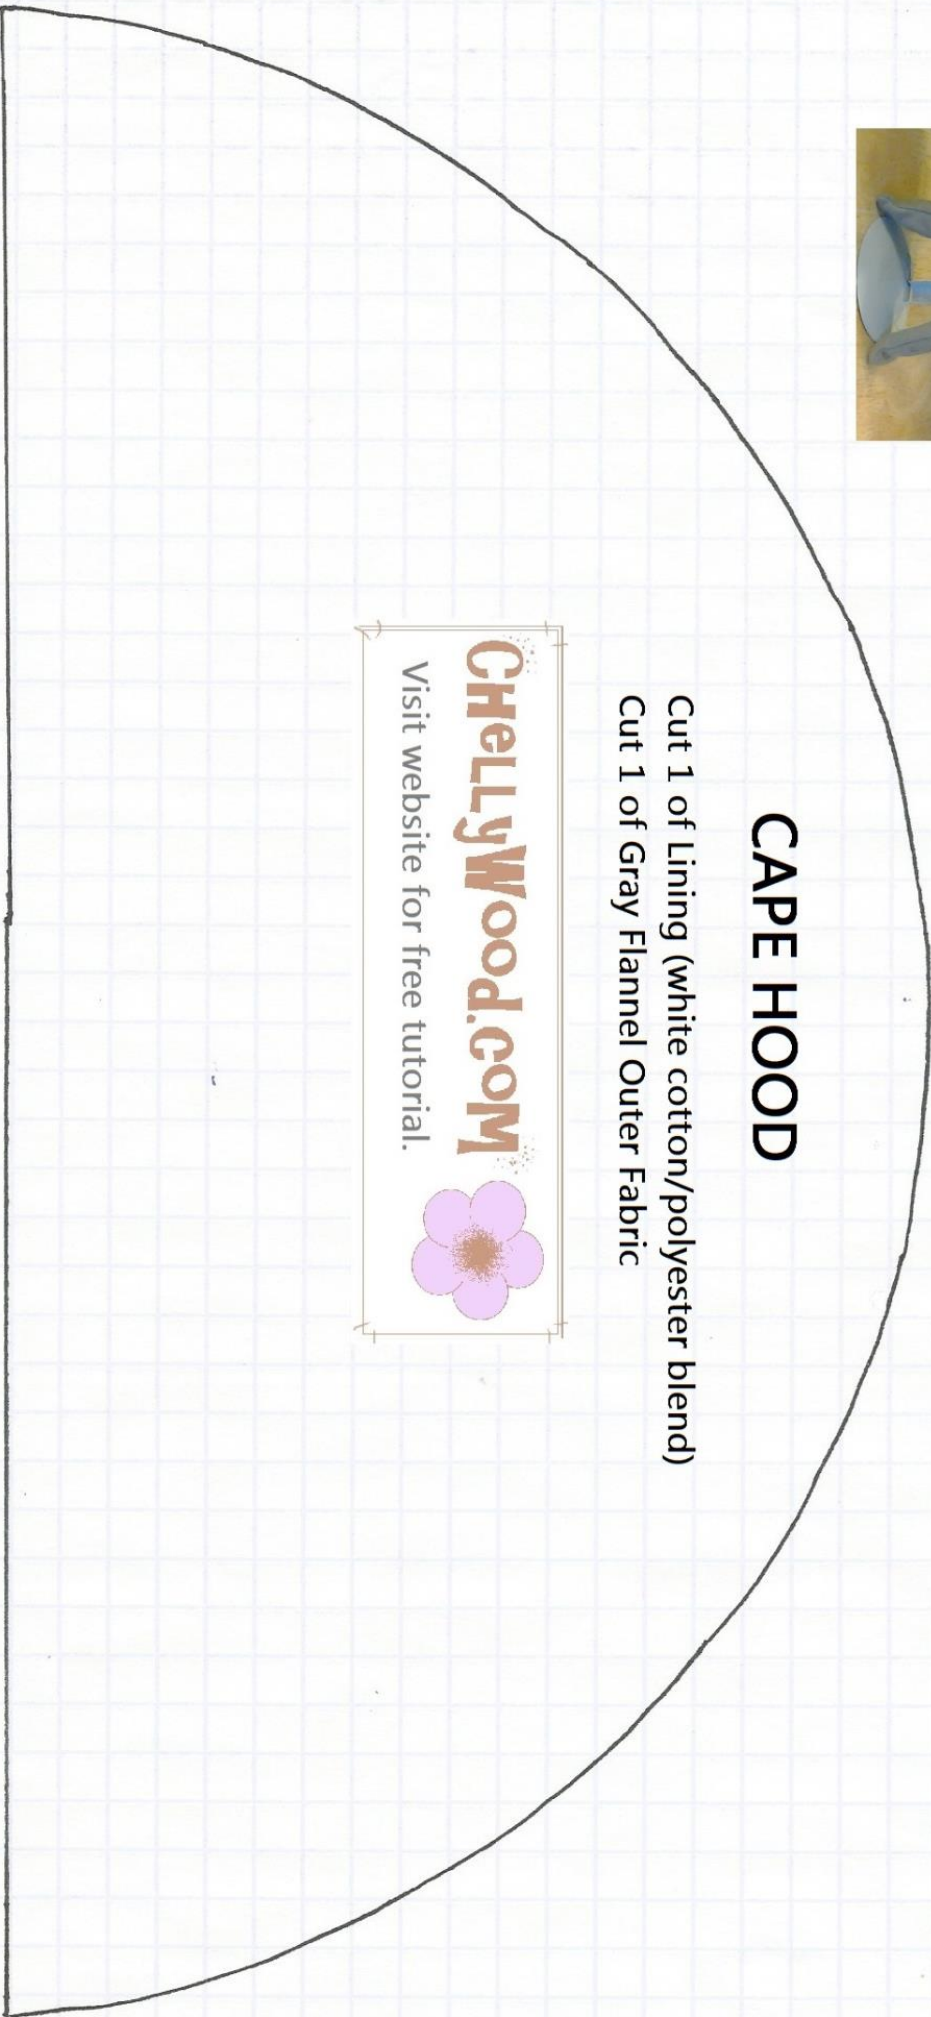 CAPE HOOD
Cut 1 of Lining (white cotton/polyester blend)
Cut 1 of Gray Flannel Outer Fabric
CHeLLyWood.coM
Visit website for free tutorial.